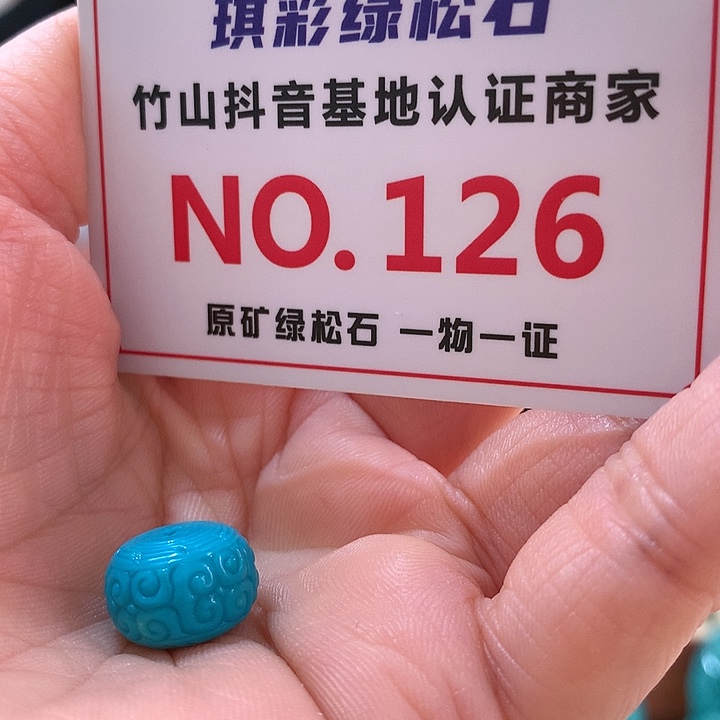 琪彩绿松石
竹山抖音基地认证商家
NO.126
原矿绿松石 一物一证